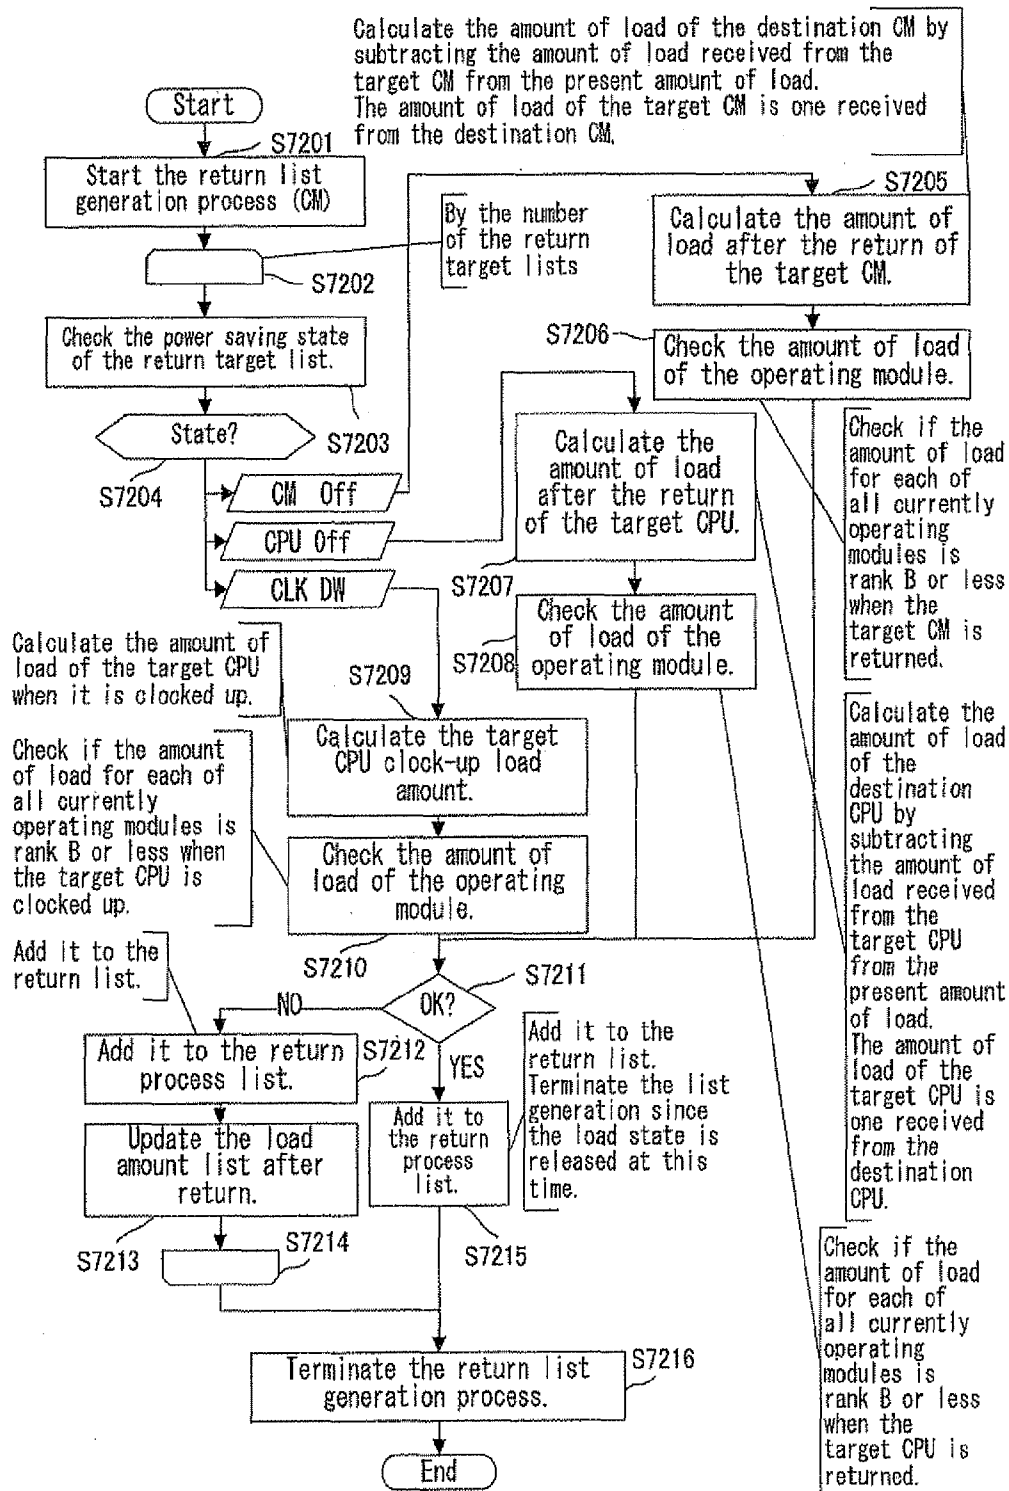 Calculate the amount of load of the destination CM by
subtracting the amount of load received from the
target CM from the present amount of load.
The amount of load of the target CM is one received
from the destination CM.
Start
S7201
Start the return list
generation process (CM)
By the number
of the return
target lists
S7202
Check the power saving state
of the return target list.
S7203
State?
S7204
CM Off
CPU Off
CLK DW
S7205
Calculate the amount of
load after the return of
the target CM.
S7206
Check the amount of load
of the operating module.
Check if the
amount of load
for each of
all currently
operating
modules is
rank B or less
when the
target CM is
returned.
Calculate the
amount of load
after the return
of the target CPU.
S7207
Check the amount
of load of the
operating module.
S7208
Calculate the amount of
load of the target CPU
when it is clocked up.
S7209
Calculate the target
CPU clock-up load
amount.
Check if the amount
of load for each of
all currently
operating modules is
rank B or less when
the target CPU is
clocked up.
Check the amount of
load of the operating
module.
S7210
Calculate the
amount of load
of the
destination
CPU by
subtracting
the amount of
load received
from the
target CPU
from the
present amount
of load.
The amount of
load of the
target CPU is
one received
from the
destination
CPU.
Add it to the
return list.
S7211
OK?
NO
YES
Add it to the return
process list.
S7212
Add it to the
return list.
Terminate the list
generation since
the load state is
released at this
time.
Add it to
the return
process
list.
Update the load
amount list after
return.
S7213
S7214
S7215
Check if the
amount of load
for each of
all currently
operating
modules is
rank B or less
when the
target CPU is
returned.
Terminate the return list
generation process.
S7216
End